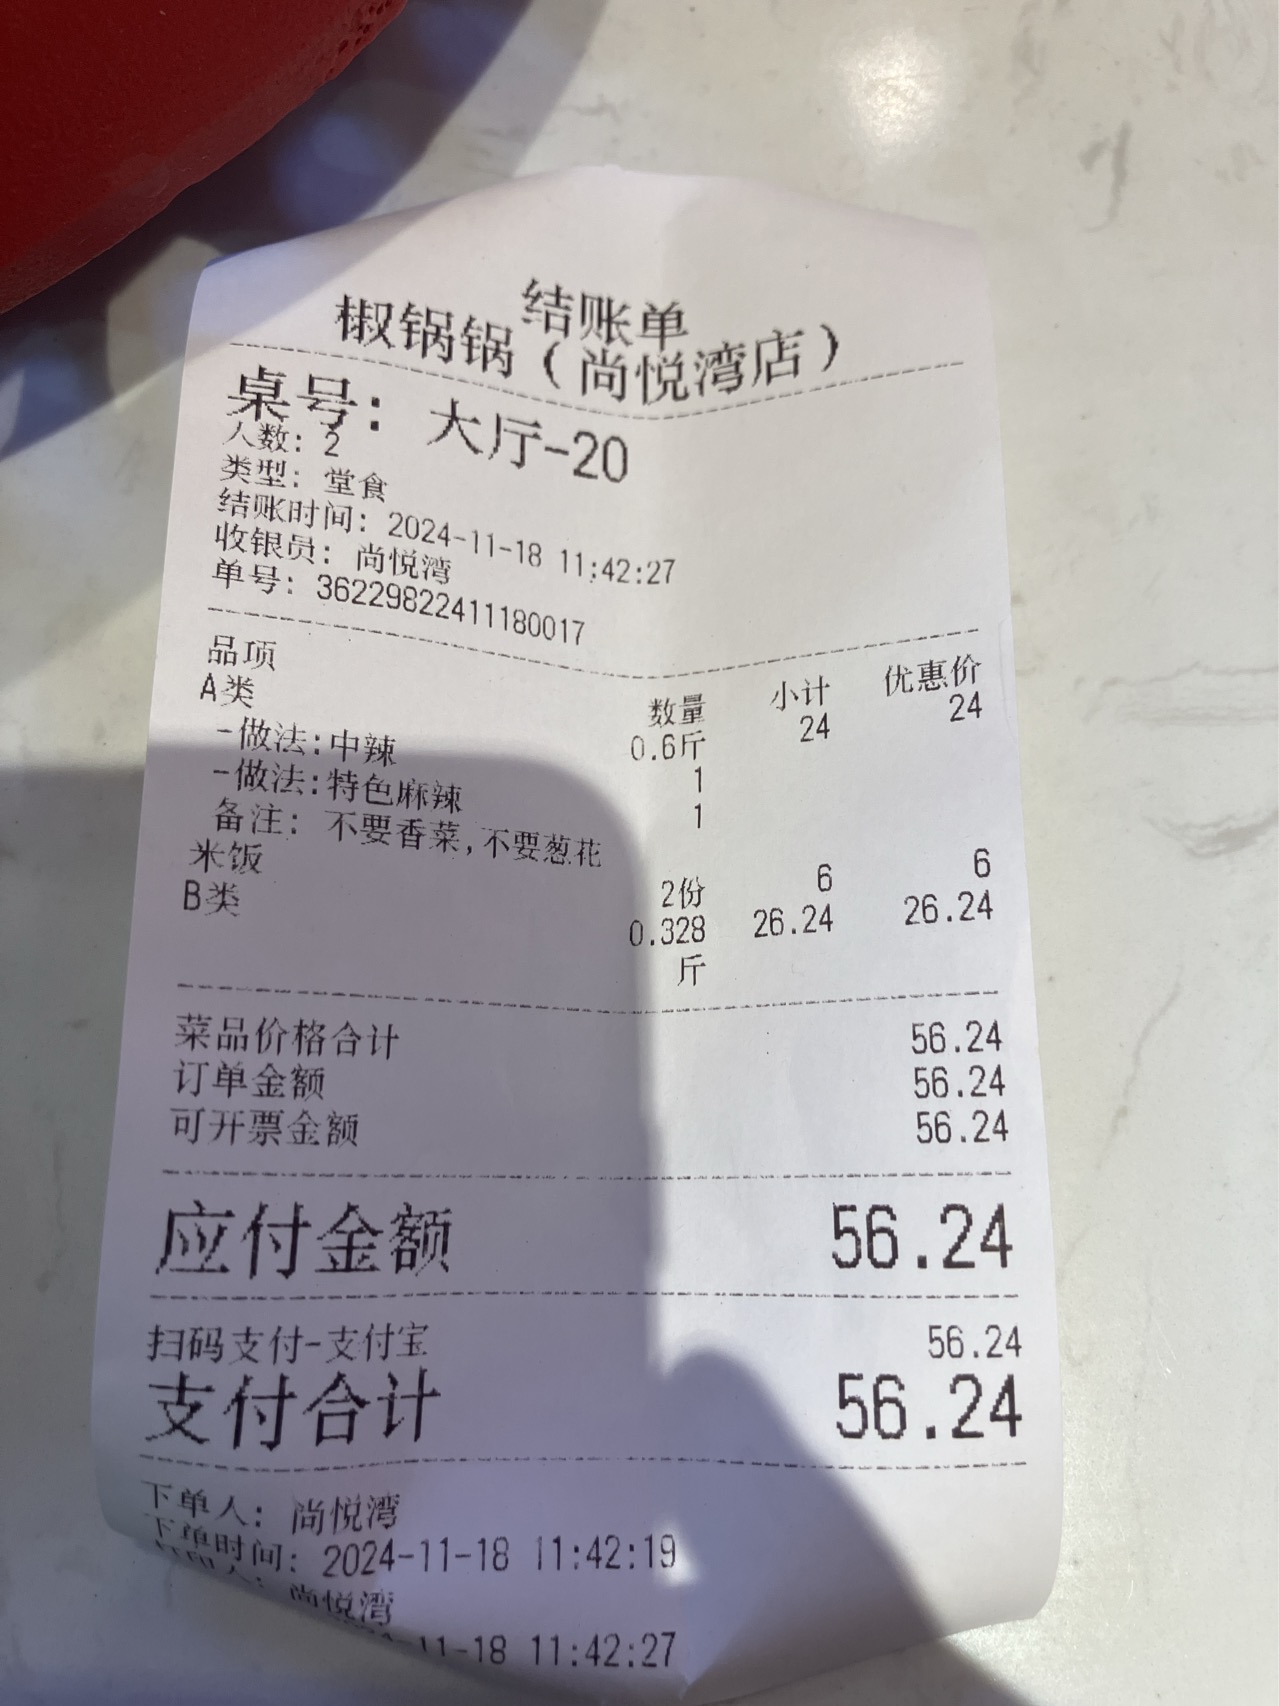 结账单
椒锅锅（尚悦湾店）
桌号：大厅-20
人数：2
类型：堂食
结账时间：2024-11-18 11:42:27
收银员：尚悦湾
单号：36229822411180017
品项 数量 小计 优惠价
A类 0.6斤 24 24
-做法:中辣 1
-做法:特色麻辣 1
备注：不要香菜,不要葱花
米饭 2份 6 6
B类 0.328斤 26.24 26.24
菜品价格合计 56.24
订单金额 56.24
可开票金额 56.24
应付金额 56.24
扫码支付-支付宝 56.24
支付合计 56.24
下单人：尚悦湾
下单时间：2024-11-18 11:42:19
打印人：尚悦湾
11-18 11:42:27